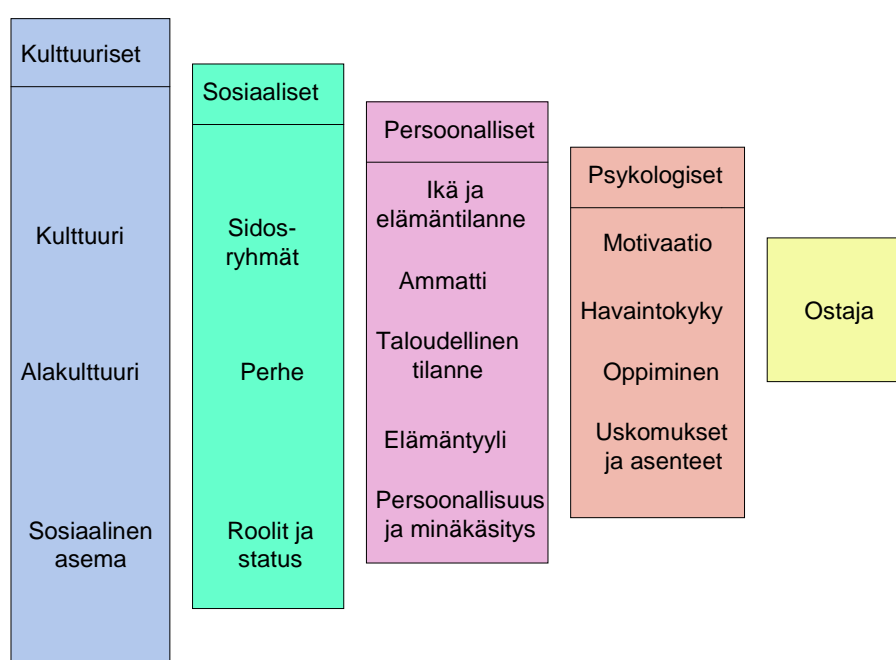 Kulttuuriset
Kulttuuri
Alakulttuuri
Sosiaalinen
asema
Sosiaaliset
Sidos-
ryhmät
Perhe
Roolit ja
status
Persoonalliset
Ikä ja
elämäntilanne
Ammatti
Taloudellinen
tilanne
Elämäntyyli
Persoonallisuus
ja minäkäsitys
Psykologiset
Motivaatio
Havaintokyky
Oppiminen
Uskomukset
ja asenteet
Ostaja